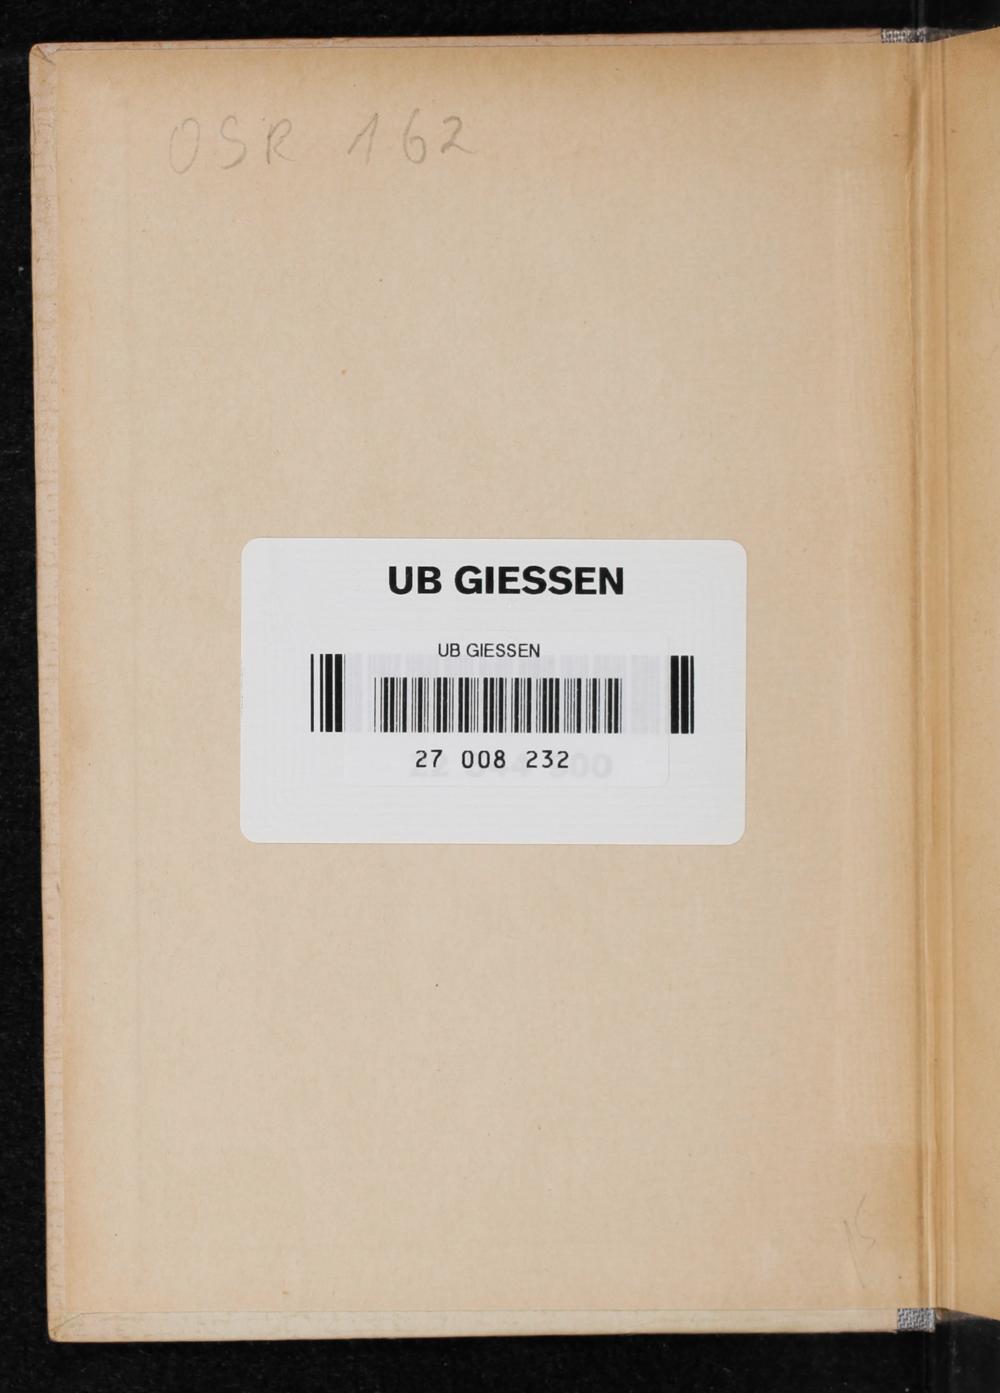 OSR 162
UB GIESSEN
UB GIESSEN
27 008 232